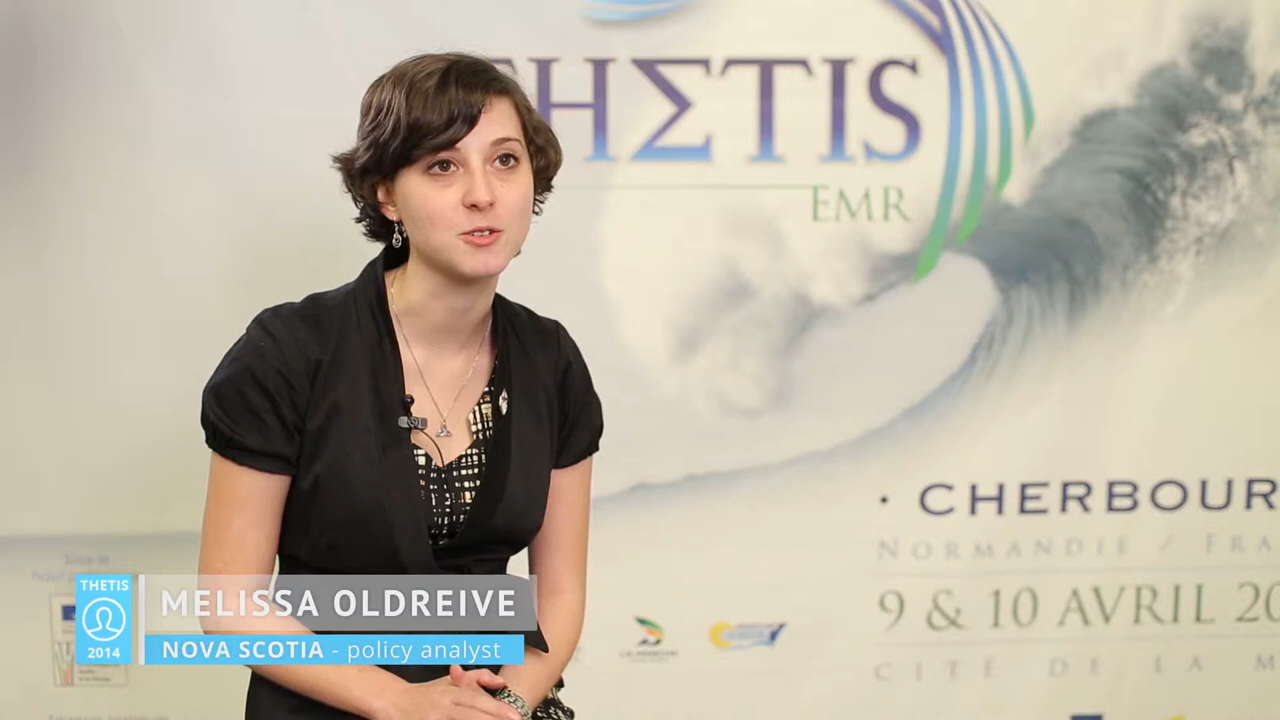 THΣTIS
EMR
• CHERBOUR
NORMANDIE / FRA
9 & 10 AVRIL 20
CITÉ DE LA M
THETIS
2014
MELISSA OLDREIVE
NOVA SCOTIA - policy analyst